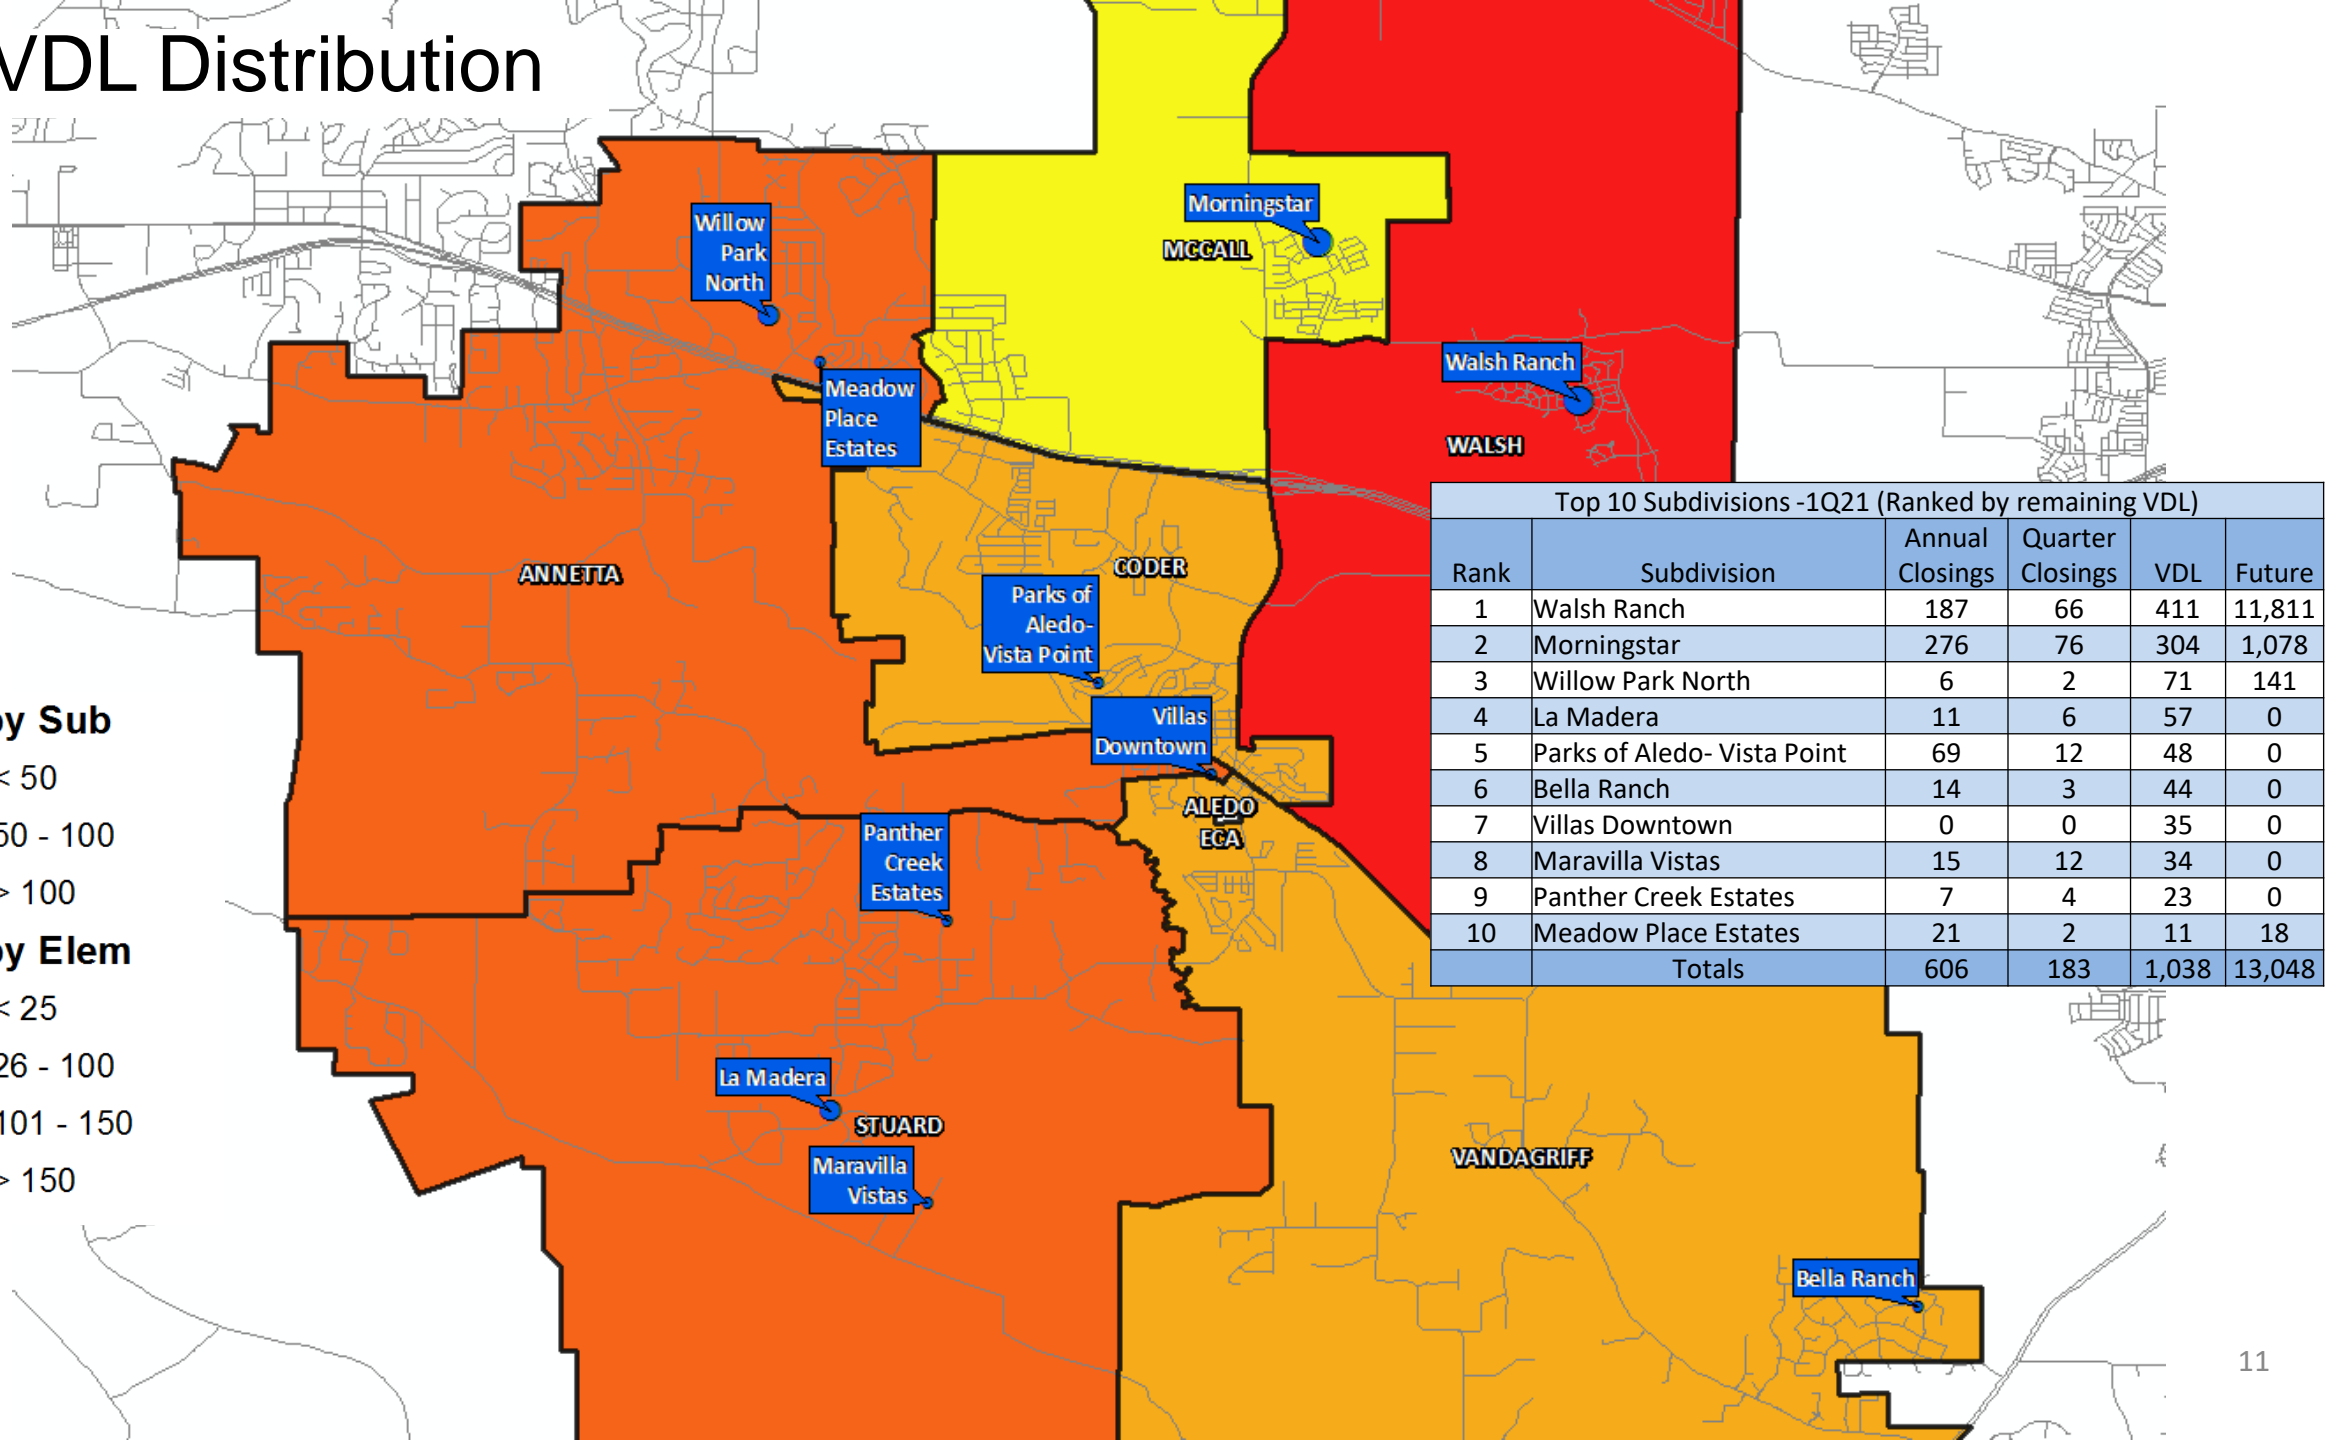 VDL Distribution
Willow
Park
North
Morningstar
MCCALL
Meadow
Place
Estates
Walsh Ranch
WALSH
ANNETTA
CODER
Parks of
Aledo-
Vista Point
Villas
Downtown
ALEDO
ECA
Panther
Creek
Estates
La Madera
STUARD
Maravilla
Vistas
VANDAGRIFF
Bella Ranch
by Sub
< 50
50 - 100
> 100
by Elem
< 25
26 - 100
101 - 150
> 150
Top 10 Subdivisions -1Q21 (Ranked by remaining VDL)
Rank Subdivision Annual Closings Quarter Closings VDL Future
1 Walsh Ranch 187 66 411 11,811
2 Morningstar 276 76 304 1,078
3 Willow Park North 6 2 71 141
4 La Madera 11 6 57 0
5 Parks of Aledo- Vista Point 69 12 48 0
6 Bella Ranch 14 3 44 0
7 Villas Downtown 0 0 35 0
8 Maravilla Vistas 15 12 34 0
9 Panther Creek Estates 7 4 23 0
10 Meadow Place Estates 21 2 11 18
Totals 606 183 1,038 13,048
11